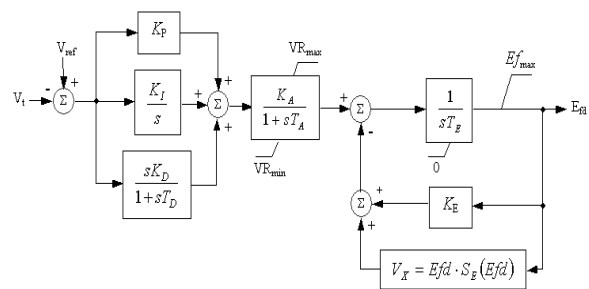 K_P
VR_max
V_ref
Ef_max
+
-
V_t
Σ
K_I
s
+
+
+
Σ
K_A
1 + sT_A
+
Σ
-
1
sT_E
E_fd
sK_D
1 + sT_D
VR_min
0
Σ
+
+
K_E
V_X = Efd · S_E(Efd)